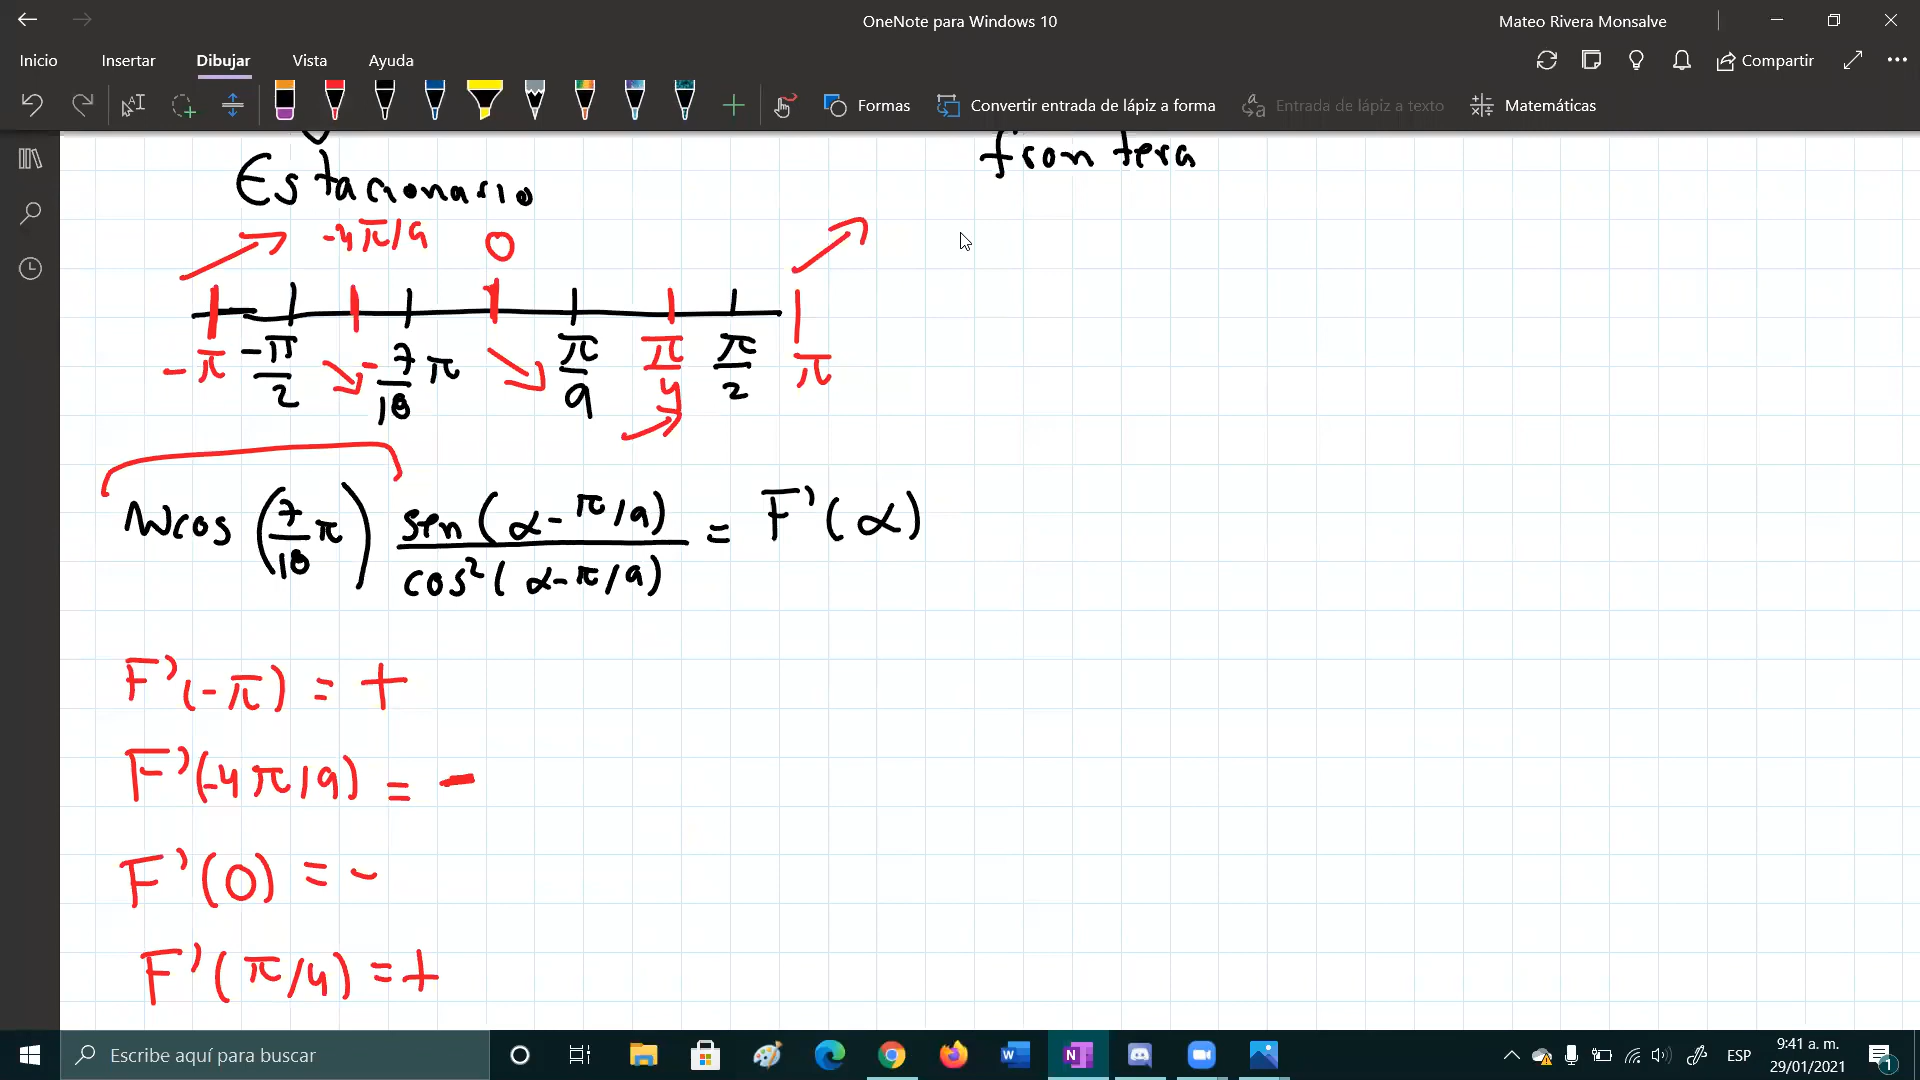 OneNote para Windows 10
Mateo Rivera Monsalve
Inicio Insertar Dibujar Vista Ayuda
Compartir
Formas Convertir entrada de lápiz a forma Entrada de lápiz a texto Matemáticas
frontera
Estacionario
-4π/9 0
-π -π/2 -7/18 π π/9 π/4 π/2 π
Wcos (7/18 π) sen(α-π/9)/cos²(α-π/9) = F'(α)
F'(-π) = +
F'(-4π/9) = -
F'(0) = -
F'(π/4) = +
Escribe aquí para buscar
ESP
9:41 a. m.
29/01/2021
1